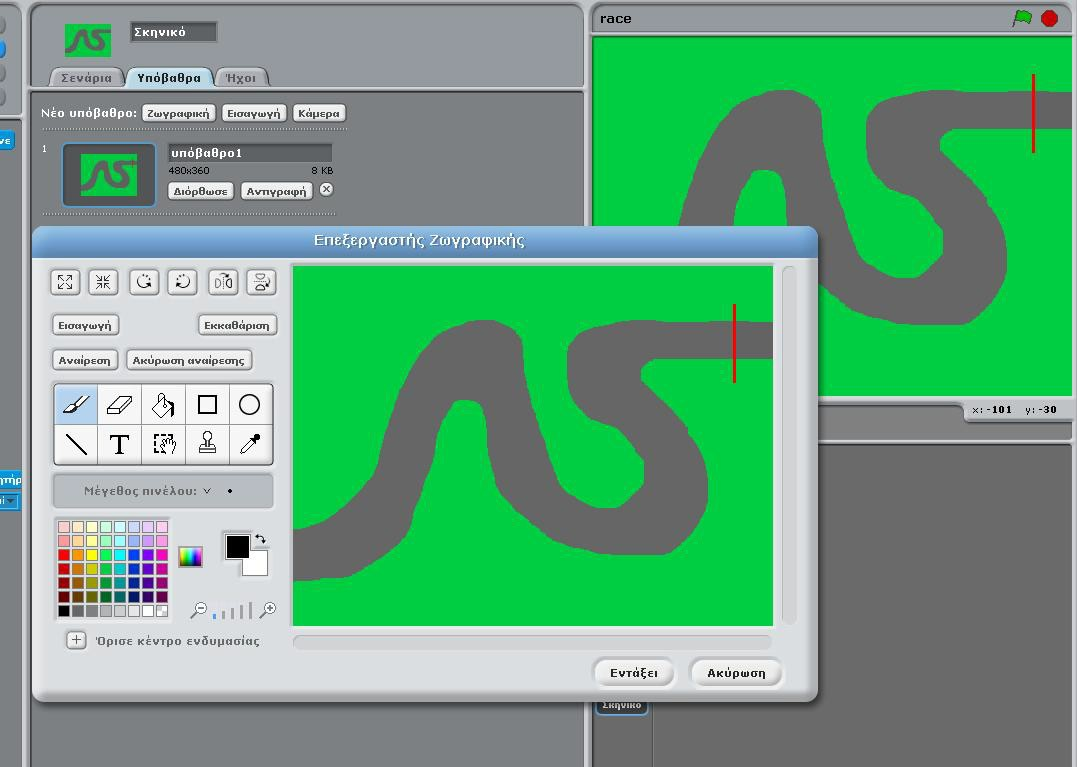 Σκηνικό
race
Σενάρια
Υπόβαθρα
Ήχοι
Νέο υπόβαθρο:
Ζωγραφική
Εισαγωγή
Κάμερα
1
υπόβαθρο1
480x360
8 KB
Διόρθωσε
Αντιγραφή
Επεξεργαστής Ζωγραφικής
Εισαγωγή
Εκκαθάριση
Αναίρεση
Ακύρωση αναίρεσης
T
Μέγεθος πινέλου:
Όρισε κέντρο ενδυμασίας
Εντάξει
Ακύρωση
x: -101 y: -30
Σκηνικό